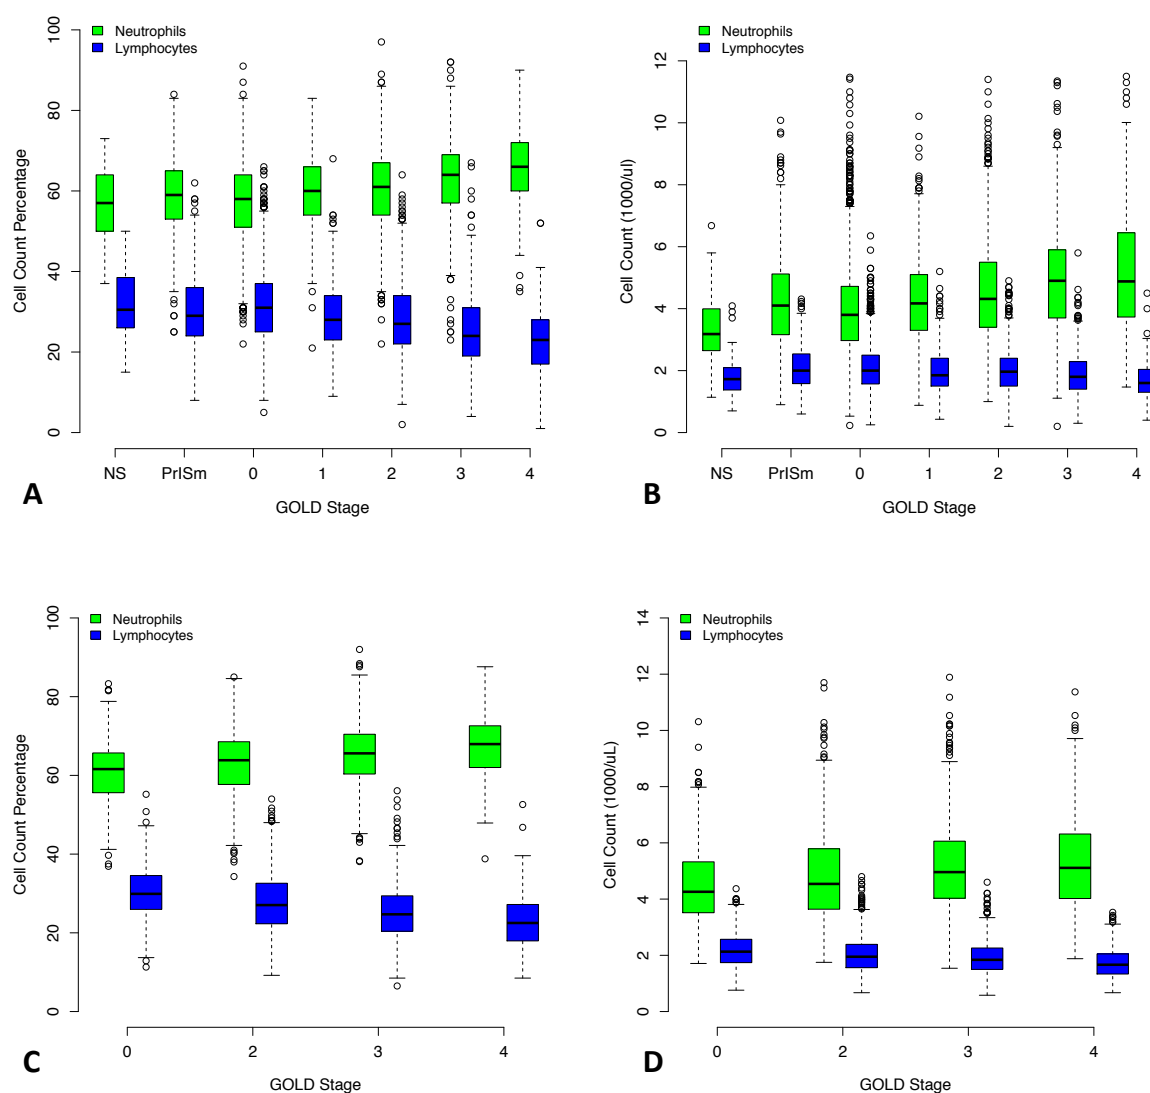 Neutrophils
Lymphocytes
Cell Count Percentage
0 20 40 60 80 100
NS PrISm 0 1 2 3 4
GOLD Stage
A
Neutrophils
Lymphocytes
Cell Count (1000/ul)
0 2 4 6 8 10 12
NS PrISm 0 1 2 3 4
GOLD Stage
B
Neutrophils
Lymphocytes
Cell Count Percentage
0 20 40 60 80 100
0 2 3 4
GOLD Stage
C
Neutrophils
Lymphocytes
Cell Count (1000/uL)
0 2 4 6 8 10 12 14
0 2 3 4
GOLD Stage
D